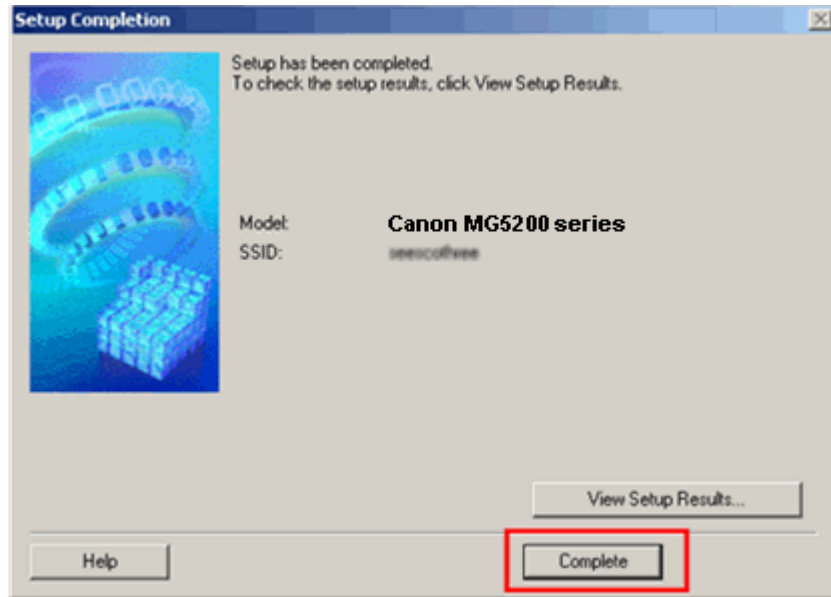 Setup Completion
Setup has been completed.
To check the setup results, click View Setup Results.
Model: Canon MG5200 series
SSID:
View Setup Results...
Help
Complete